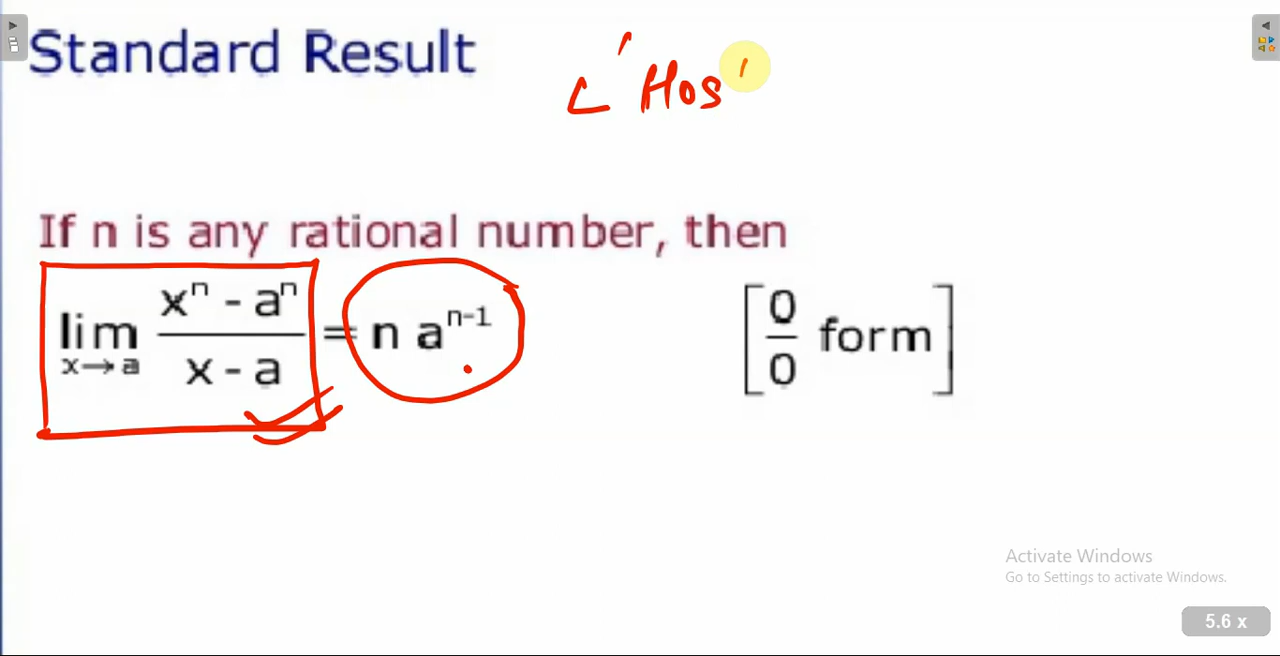 Standard Result
L' Hos
If n is any rational number, then
lim x→a (xⁿ - aⁿ)/(x - a) = n aⁿ⁻¹ [0/0 form]
Activate Windows
Go to Settings to activate Windows.
5.6 x